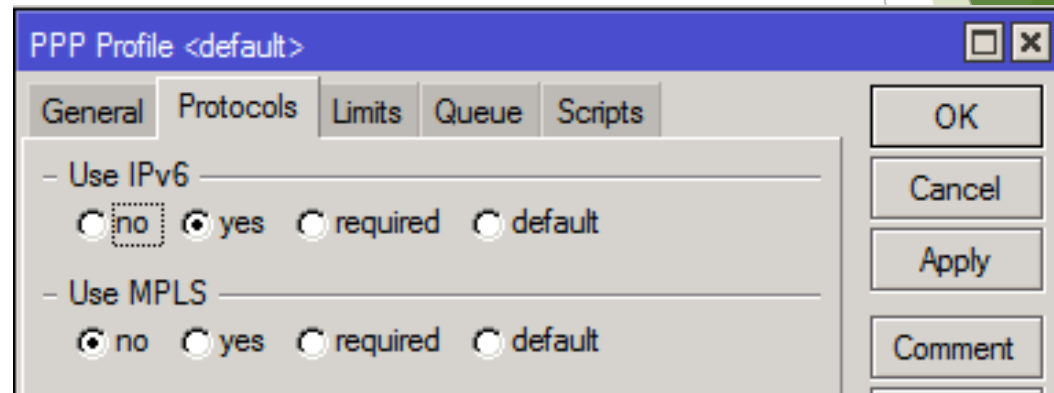 PPP Profile <default>
General Protocols Limits Queue Scripts
OK
Use IPv6
no yes required default
Cancel
Apply
Use MPLS
no yes required default
Comment